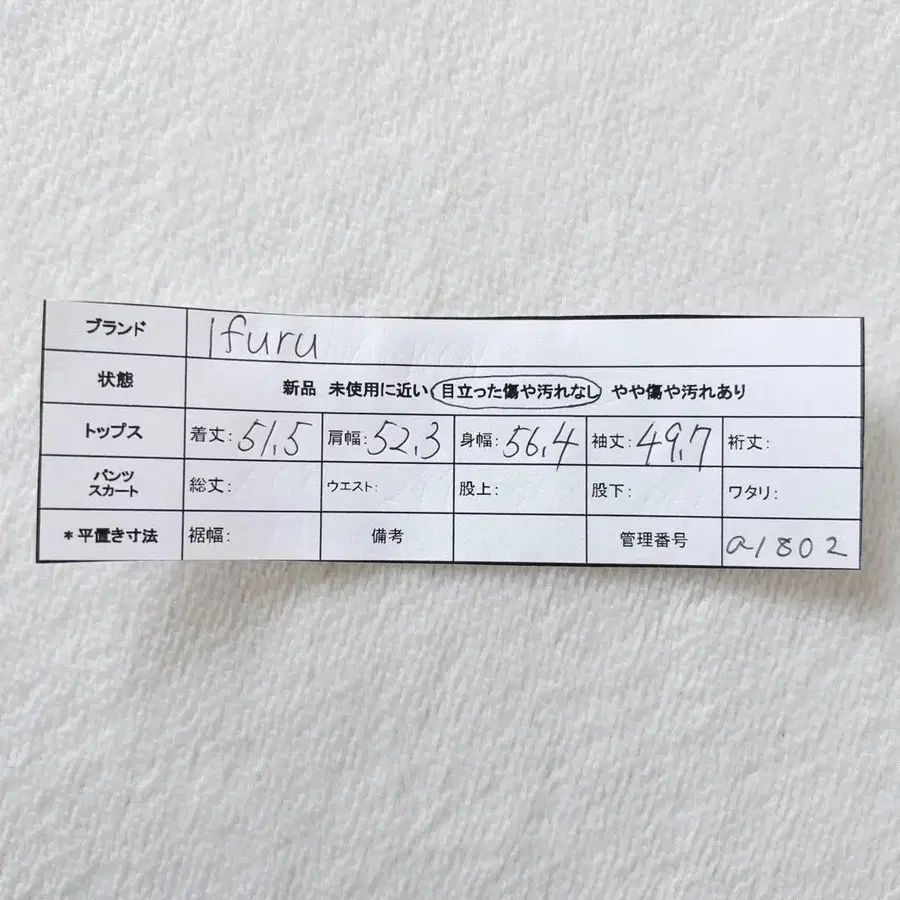 ブランド Ifuru
状態 新品 未使用に近い 目立った傷や汚れなし やや傷や汚れあり
トップス 着丈: 51.5 肩幅: 52.3 身幅: 56.4 袖丈: 49.7 裄丈:
パンツ
スカート 総丈: ウエスト: 股上: 股下: ワタリ:
*平置き寸法 裾幅: 備考 管理番号 a1802